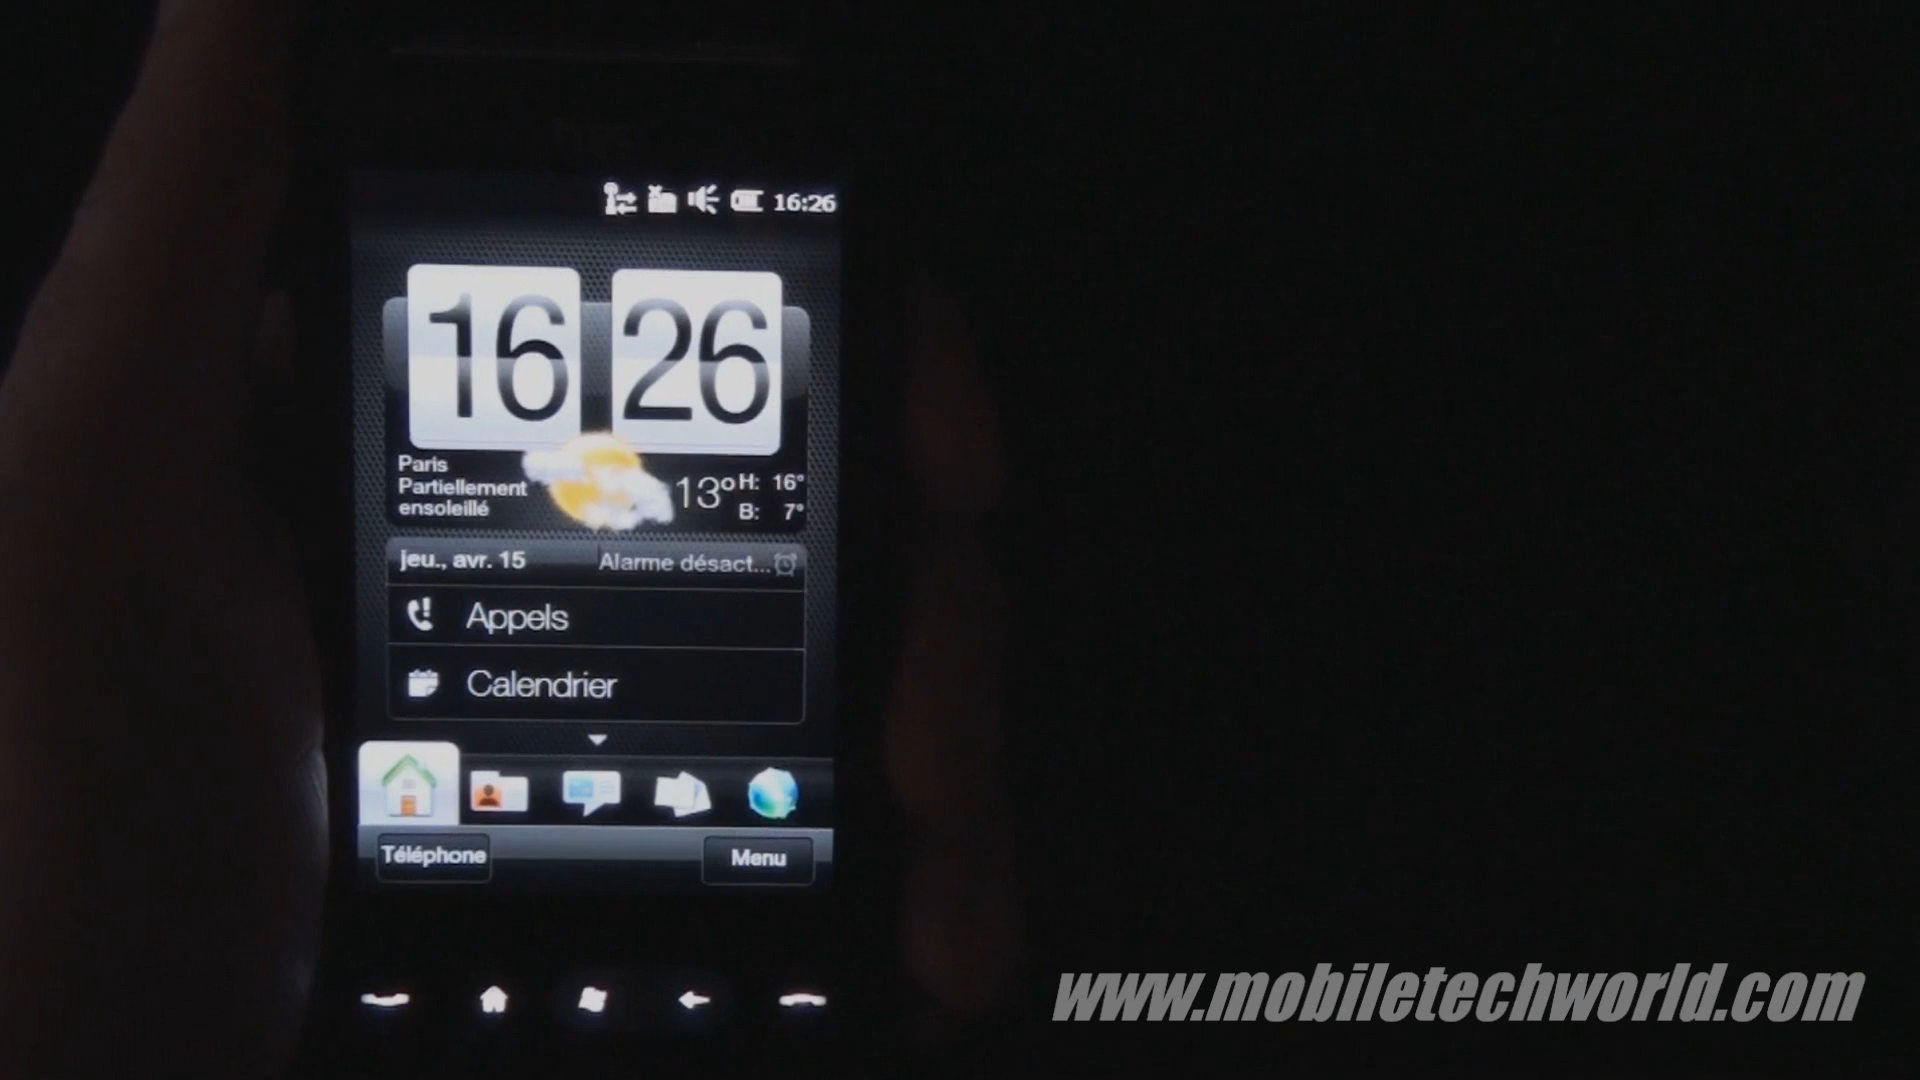 16:26
16 26
Paris
Partiellement
ensoleillé
13° H: 16°
B: 7°
jeu., avr. 15 Alarme désact...
Appels
Calendrier
Téléphone Menu
www.mobiletechworld.com